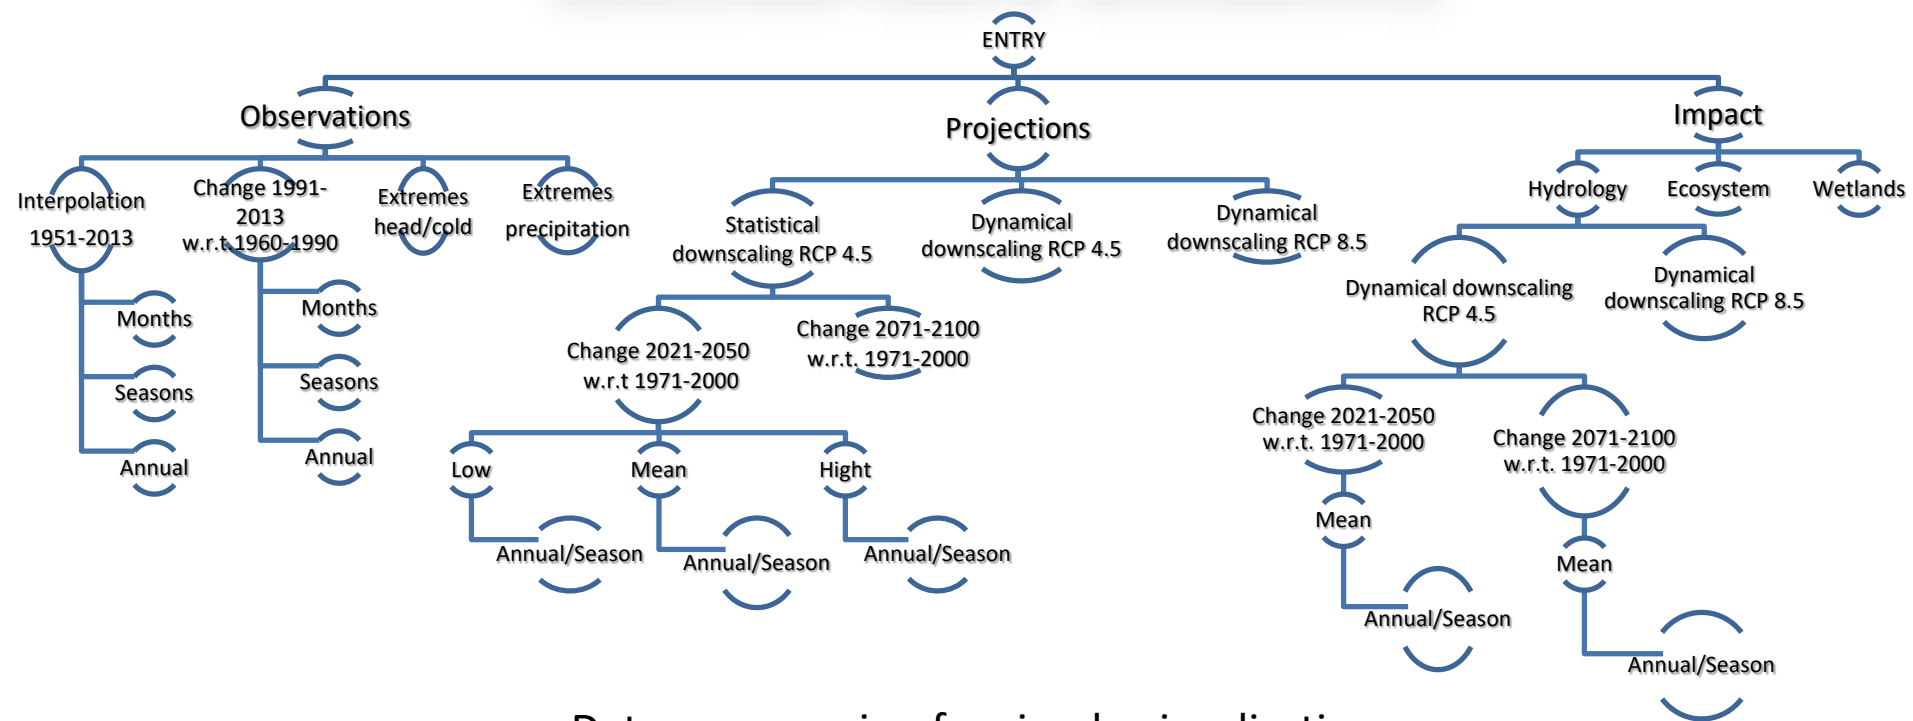 ENTRY
Observations
Projections
Impact
Interpolation
1951-2013
Change 1991-
2013
w.r.t.1960-1990
Extremes
head/cold
Extremes
precipitation
Statistical
downscaling RCP 4.5
Dynamical
downscaling RCP 4.5
Dynamical
downscaling RCP 8.5
Hydrology
Ecosystem
Wetlands
Months
Seasons
Annual
Months
Seasons
Annual
Change 2021-2050
w.r.t 1971-2000
Change 2071-2100
w.r.t. 1971-2000
Low
Mean
Hight
Annual/Season
Annual/Season
Annual/Season
Dynamical downscaling
RCP 4.5
Dynamical
downscaling RCP 8.5
Change 2021-2050
w.r.t. 1971-2000
Change 2071-2100
w.r.t. 1971-2000
Mean
Mean
Annual/Season
Annual/Season